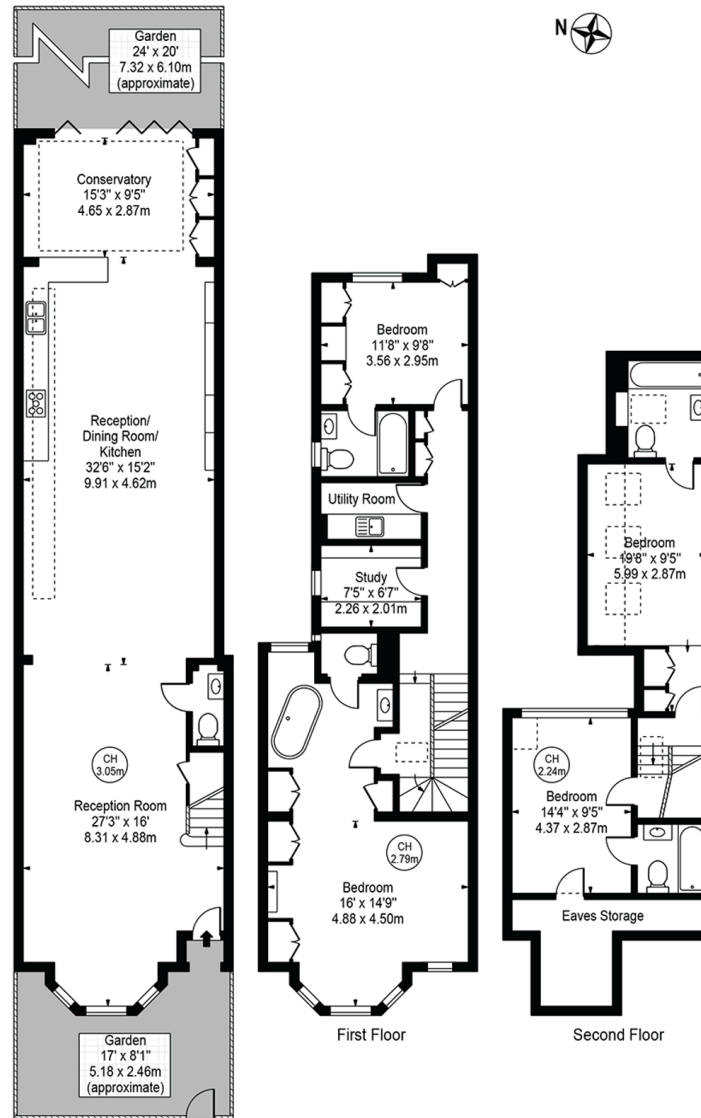 N
Garden
24' x 20'
7.32 x 6.10m
(approximate)
Conservatory
15'3" x 9'5"
4.65 x 2.87m
Reception/
Dining Room/
Kitchen
32'6" x 15'2"
9.91 x 4.62m
CH
3.05m
Reception Room
27'3" x 16'
8.31 x 4.88m
Garden
17' x 8'1"
5.18 x 2.46m
(approximate)
Bedroom
11'8" x 9'8"
3.56 x 2.95m
Utility Room
Study
7'5" x 6'7"
2.26 x 2.01m
CH
2.79m
Bedroom
16' x 14'9"
4.88 x 4.50m
First Floor
Bedroom
19'8" x 9'5"
5.99 x 2.87m
CH
2.24m
Bedroom
14'4" x 9'5"
4.37 x 2.87m
Eaves Storage
Second Floor